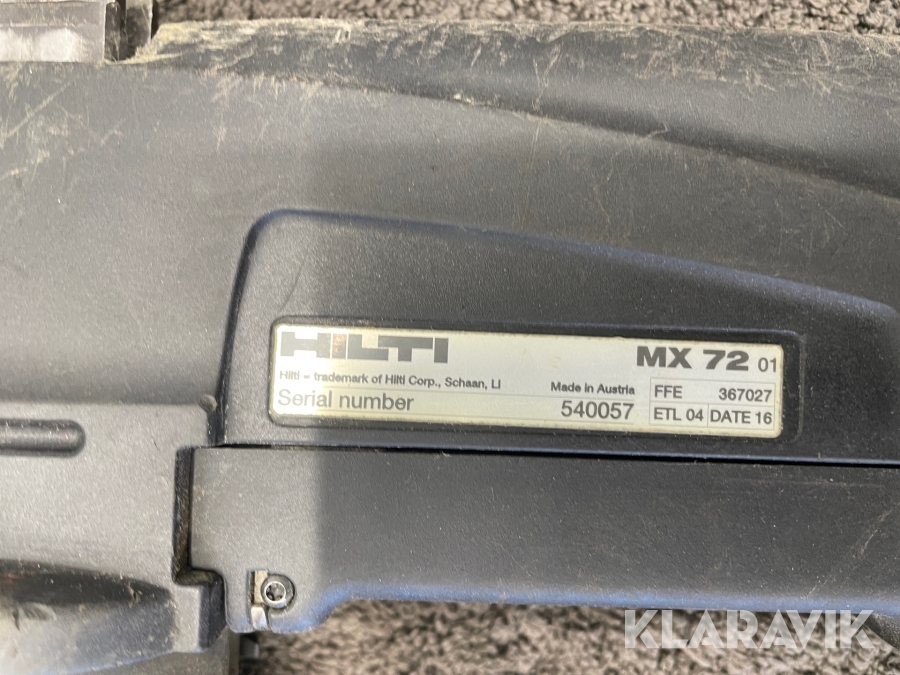 HILTI MX 72 01
Hilti = trademark of Hilti Corp., Schaan, LI Made in Austria FFE 367027
Serial number 540057 ETL 04 DATE 16
KLARAVIK